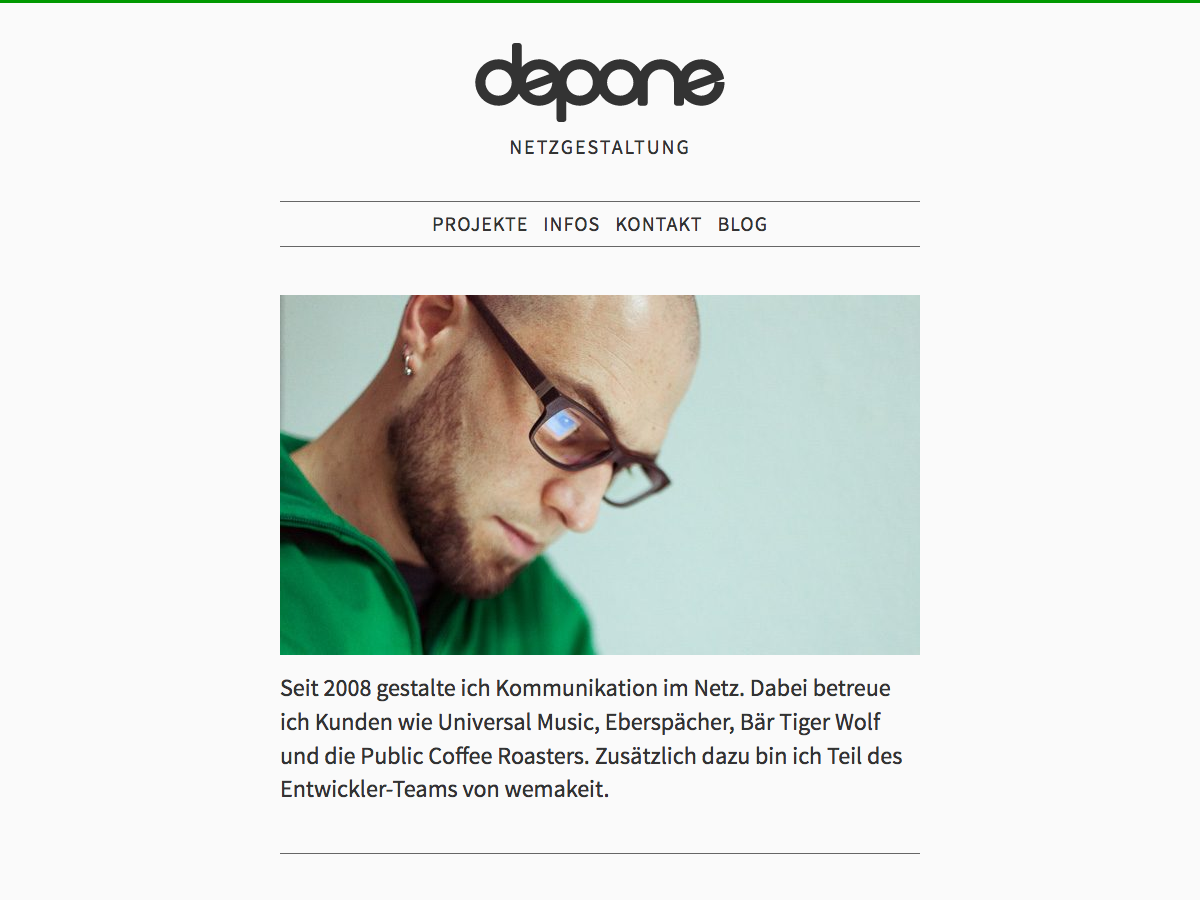 depone
NETZGESTALTUNG
PROJEKTE INFOS KONTAKT BLOG
Seit 2008 gestalte ich Kommunikation im Netz. Dabei betreue
ich Kunden wie Universal Music, Eberspächer, Bär Tiger Wolf
und die Public Coffee Roasters. Zusätzlich dazu bin ich Teil des
Entwickler-Teams von wemakeit.